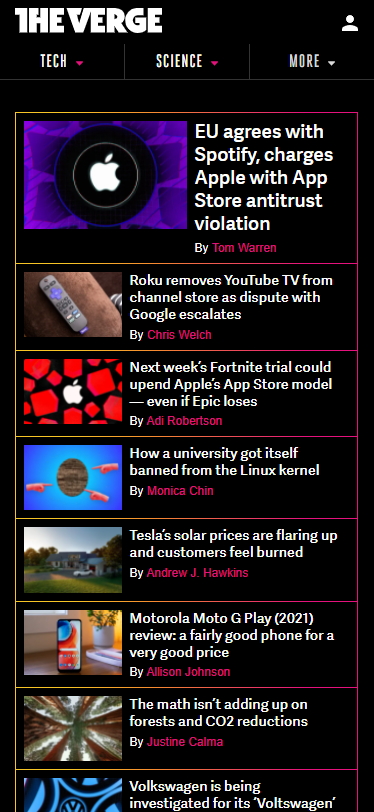 THE VERGE
TECH
SCIENCE
MORE
EU agrees with
Spotify, charges
Apple with App
Store antitrust
violation
By Tom Warren
Roku removes YouTube TV from
channel store as dispute with
Google escalates
By Chris Welch
Next week’s Fortnite trial could
upend Apple’s App Store model
— even if Epic loses
By Adi Robertson
How a university got itself
banned from the Linux kernel
By Monica Chin
Tesla’s solar prices are flaring up
and customers feel burned
By Andrew J. Hawkins
Motorola Moto G Play (2021)
review: a fairly good phone for a
very good price
By Allison Johnson
The math isn’t adding up on
forests and CO2 reductions
By Justine Calma
Volkswagen is being
investigated for its ‘Voltswagen’